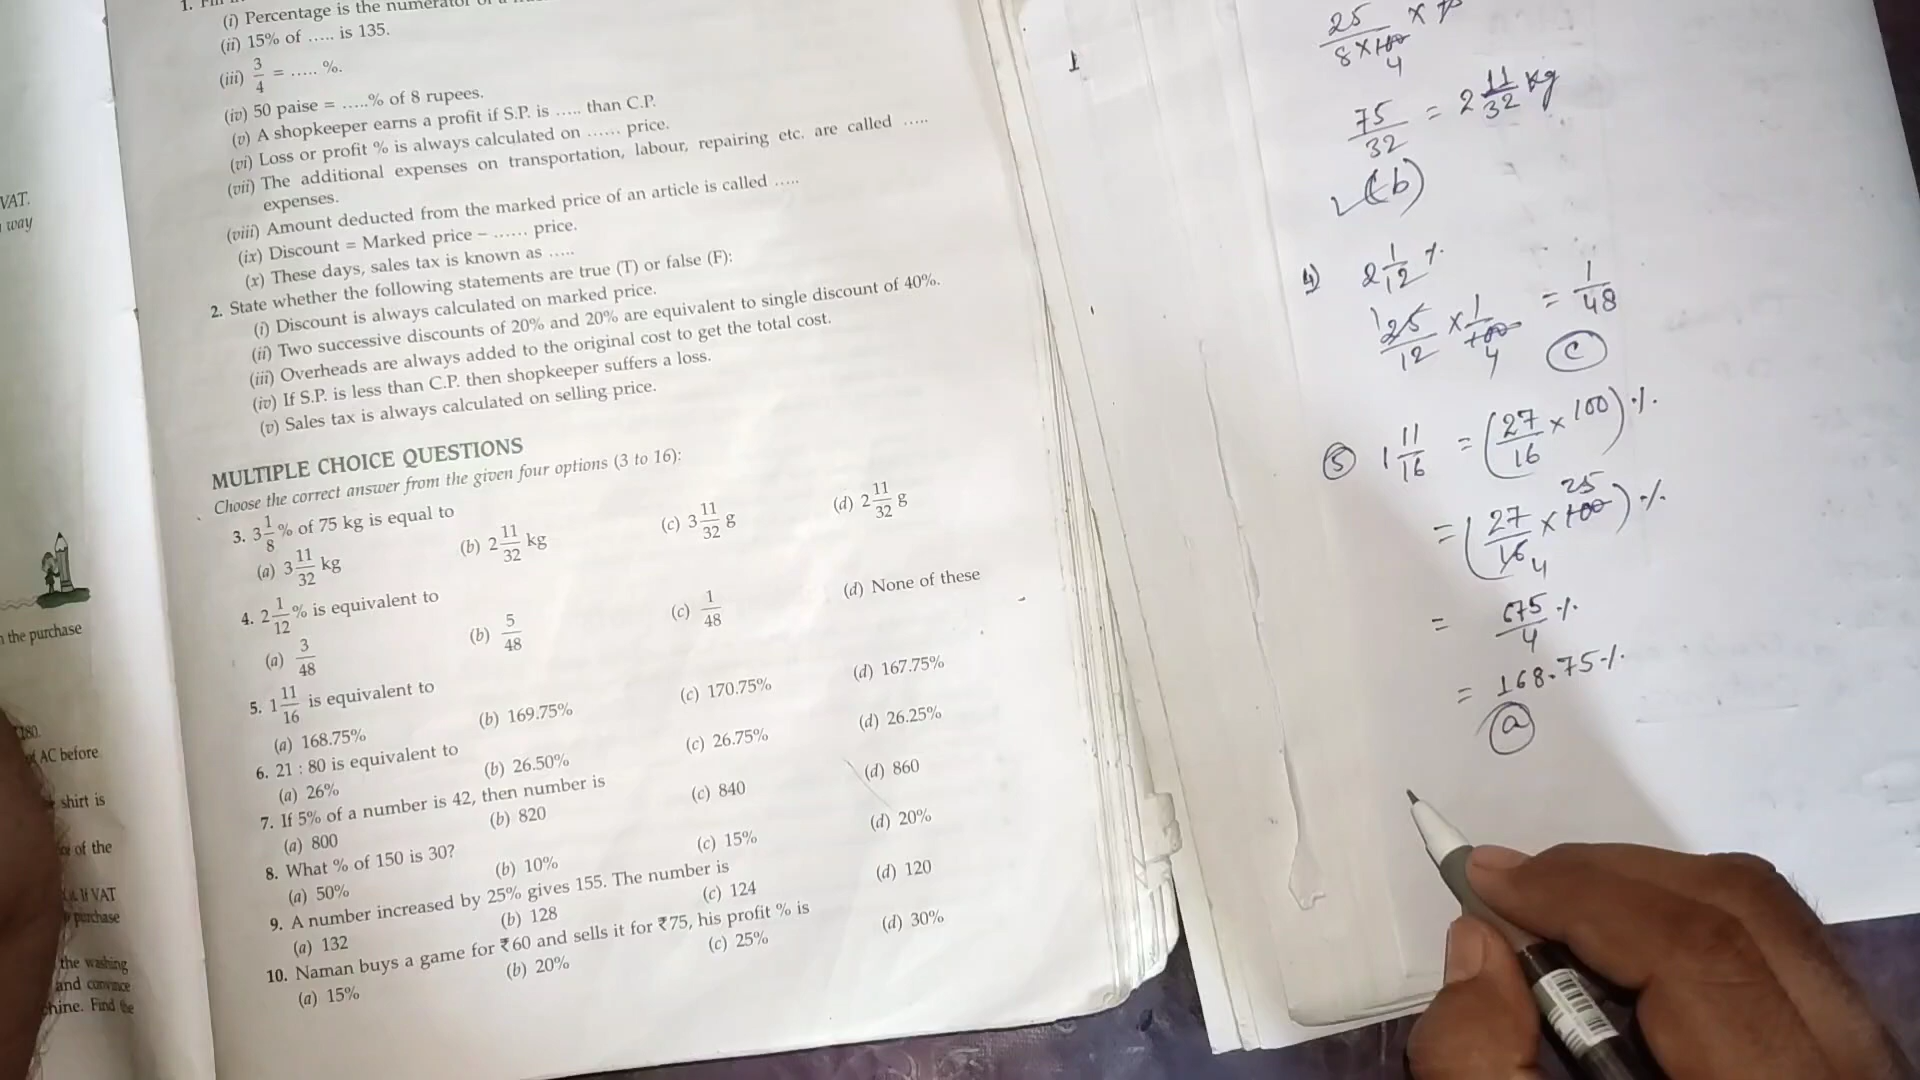 VAT.
way
n the purchase
AC before
shirt is
of the
If VAT
purchase
the washing
and convince
chine. Find the
1.
(i) Percentage is the numerator of a
(ii) 15% of ..... is 135.
(iii) 3/4 = ..... %.
(iv) 50 paise = .....% of 8 rupees.
(v) A shopkeeper earns a profit if S.P. is ..... than C.P.
(vi) Loss or profit % is always calculated on ...... price.
(vii) The additional expenses on transportation, labour, repairing etc. are called .....
expenses.
(viii) Amount deducted from the marked price of an article is called .....
(ix) Discount = Marked price – ...... price.
(x) These days, sales tax is known as .....
2. State whether the following statements are true (T) or false (F):
(i) Discount is always calculated on marked price.
(ii) Two successive discounts of 20% and 20% are equivalent to single discount of 40%.
(iii) Overheads are always added to the original cost to get the total cost.
(iv) If S.P. is less than C.P. then shopkeeper suffers a loss.
(v) Sales tax is always calculated on selling price.
MULTIPLE CHOICE QUESTIONS
Choose the correct answer from the given four options (3 to 16):
3. 3 1/8 % of 75 kg is equal to
(a) 3 11/32 kg (b) 2 11/32 kg (c) 3 11/32 g (d) 2 11/32 g
4. 2 1/12 % is equivalent to
(a) 3/48 (b) 5/48 (c) 1/48 (d) None of these
5. 1 11/16 is equivalent to
(a) 168.75% (b) 169.75% (c) 170.75% (d) 167.75%
6. 21 : 80 is equivalent to
(a) 26% (b) 26.50% (c) 26.75% (d) 26.25%
7. If 5% of a number is 42, then number is
(a) 800 (b) 820 (c) 840 (d) 860
8. What % of 150 is 30?
(a) 50% (b) 10% (c) 15% (d) 20%
9. A number increased by 25% gives 155. The number is
(a) 132 (b) 128 (c) 124 (d) 120
10. Naman buys a game for ₹60 and sells it for ₹75, his profit % is
(a) 15% (b) 20% (c) 25% (d) 30%
1
25/8×100 ×
4
75/32 = 2 11/32 kg
(b)
4) 2 1/12 %
1 25/12 × 1/100 = 1/48
4
c
5 1 11/16 = (27/16 × 100)%
25
= (27/16 × 100)%
4
= 675/4 %
= 168.75%
a